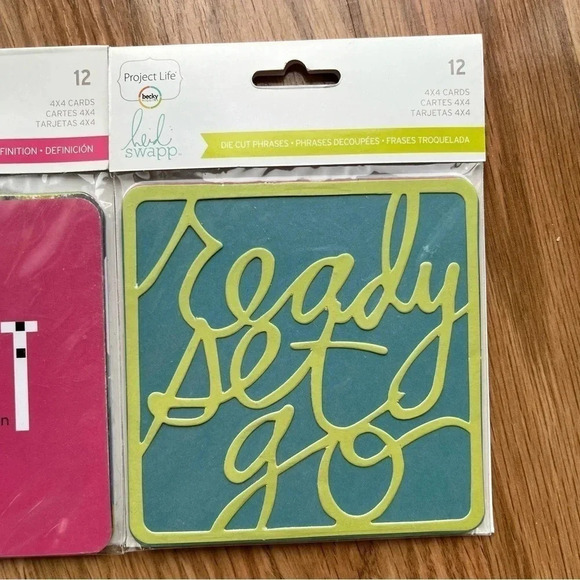 12
4X4 CARDS
CARTES 4X4
TARJETAS 4X4
FINITION • DEFINICIÓN
T
n
Project Life
becky
heidi
swapp
12
4X4 CARDS
CARTES 4X4
TARJETAS 4X4
DIE CUT PHRASES • PHRASES DECOUPÉES • FRASES TROQUELADA
ready
set
go